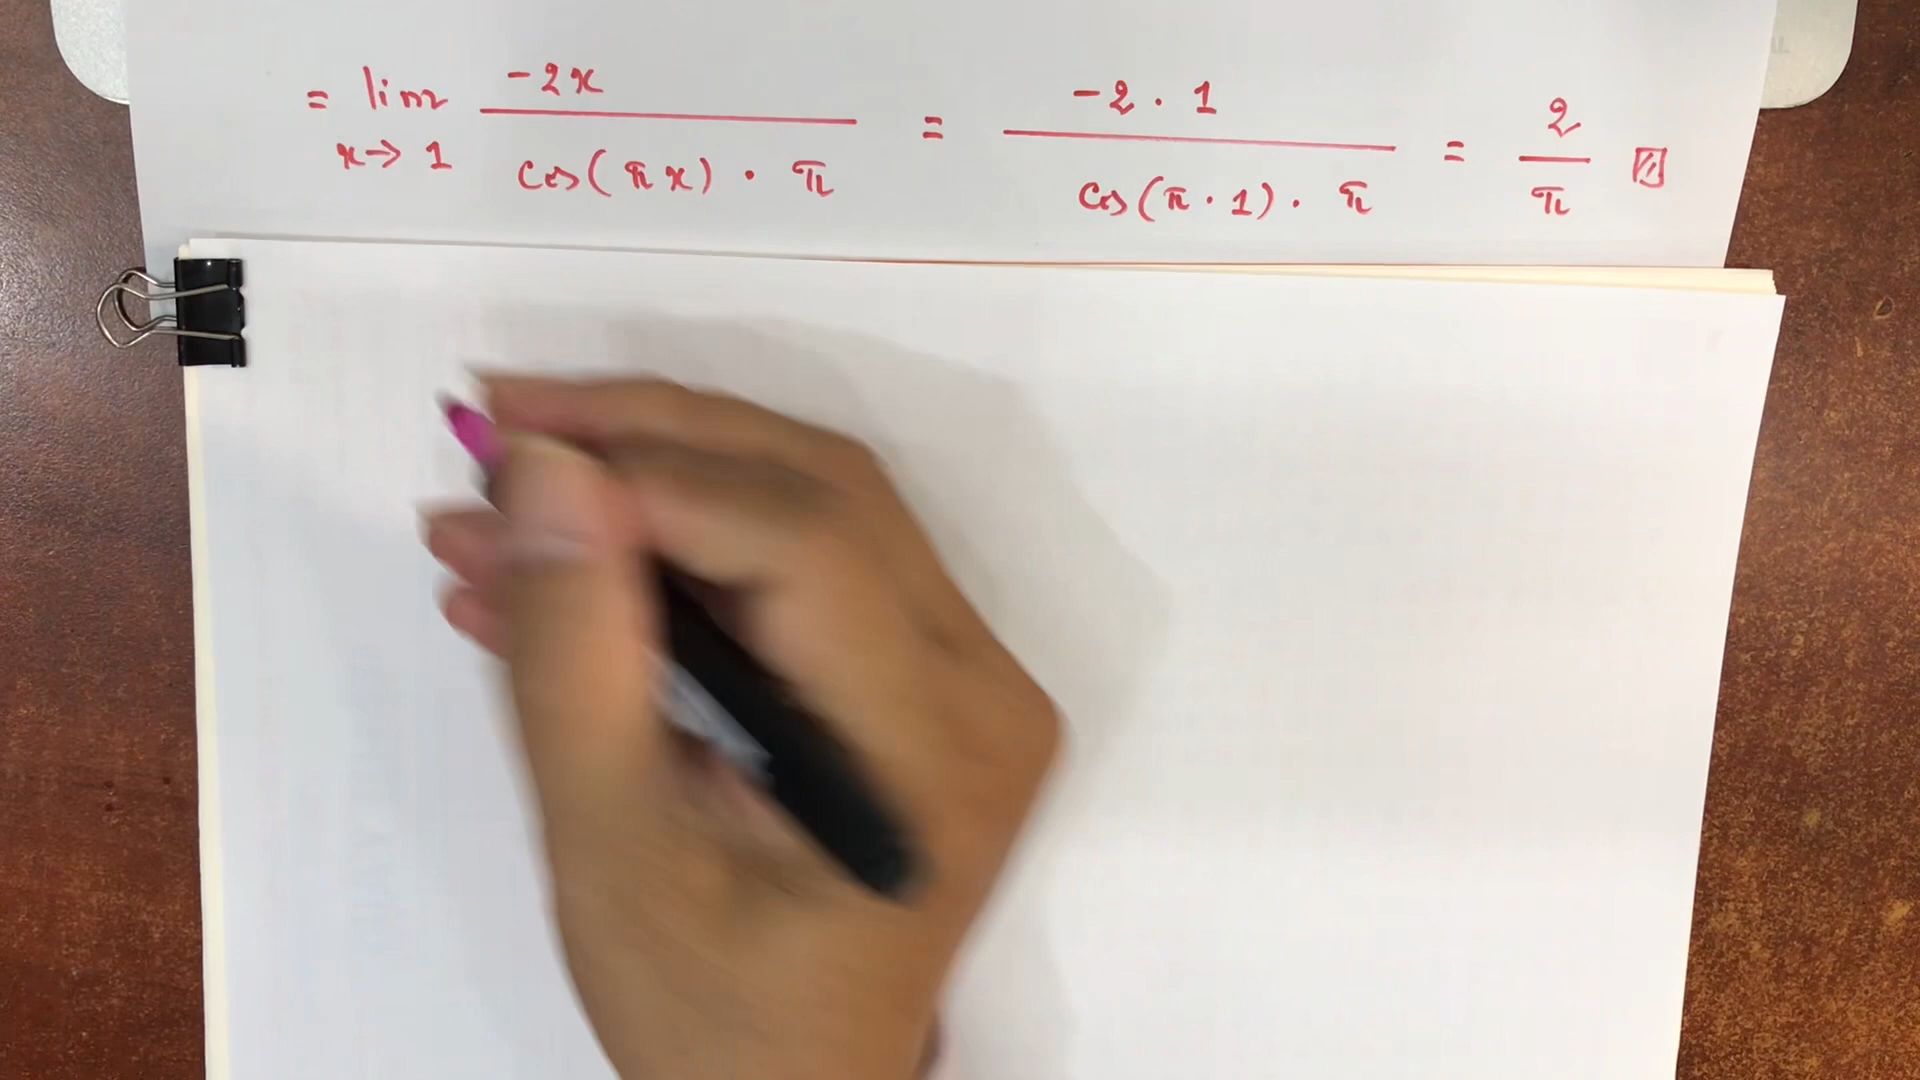 = lim x→1 -2x / cos(πx) · π = -2 · 1 / cos(π · 1) · π = 2 / π